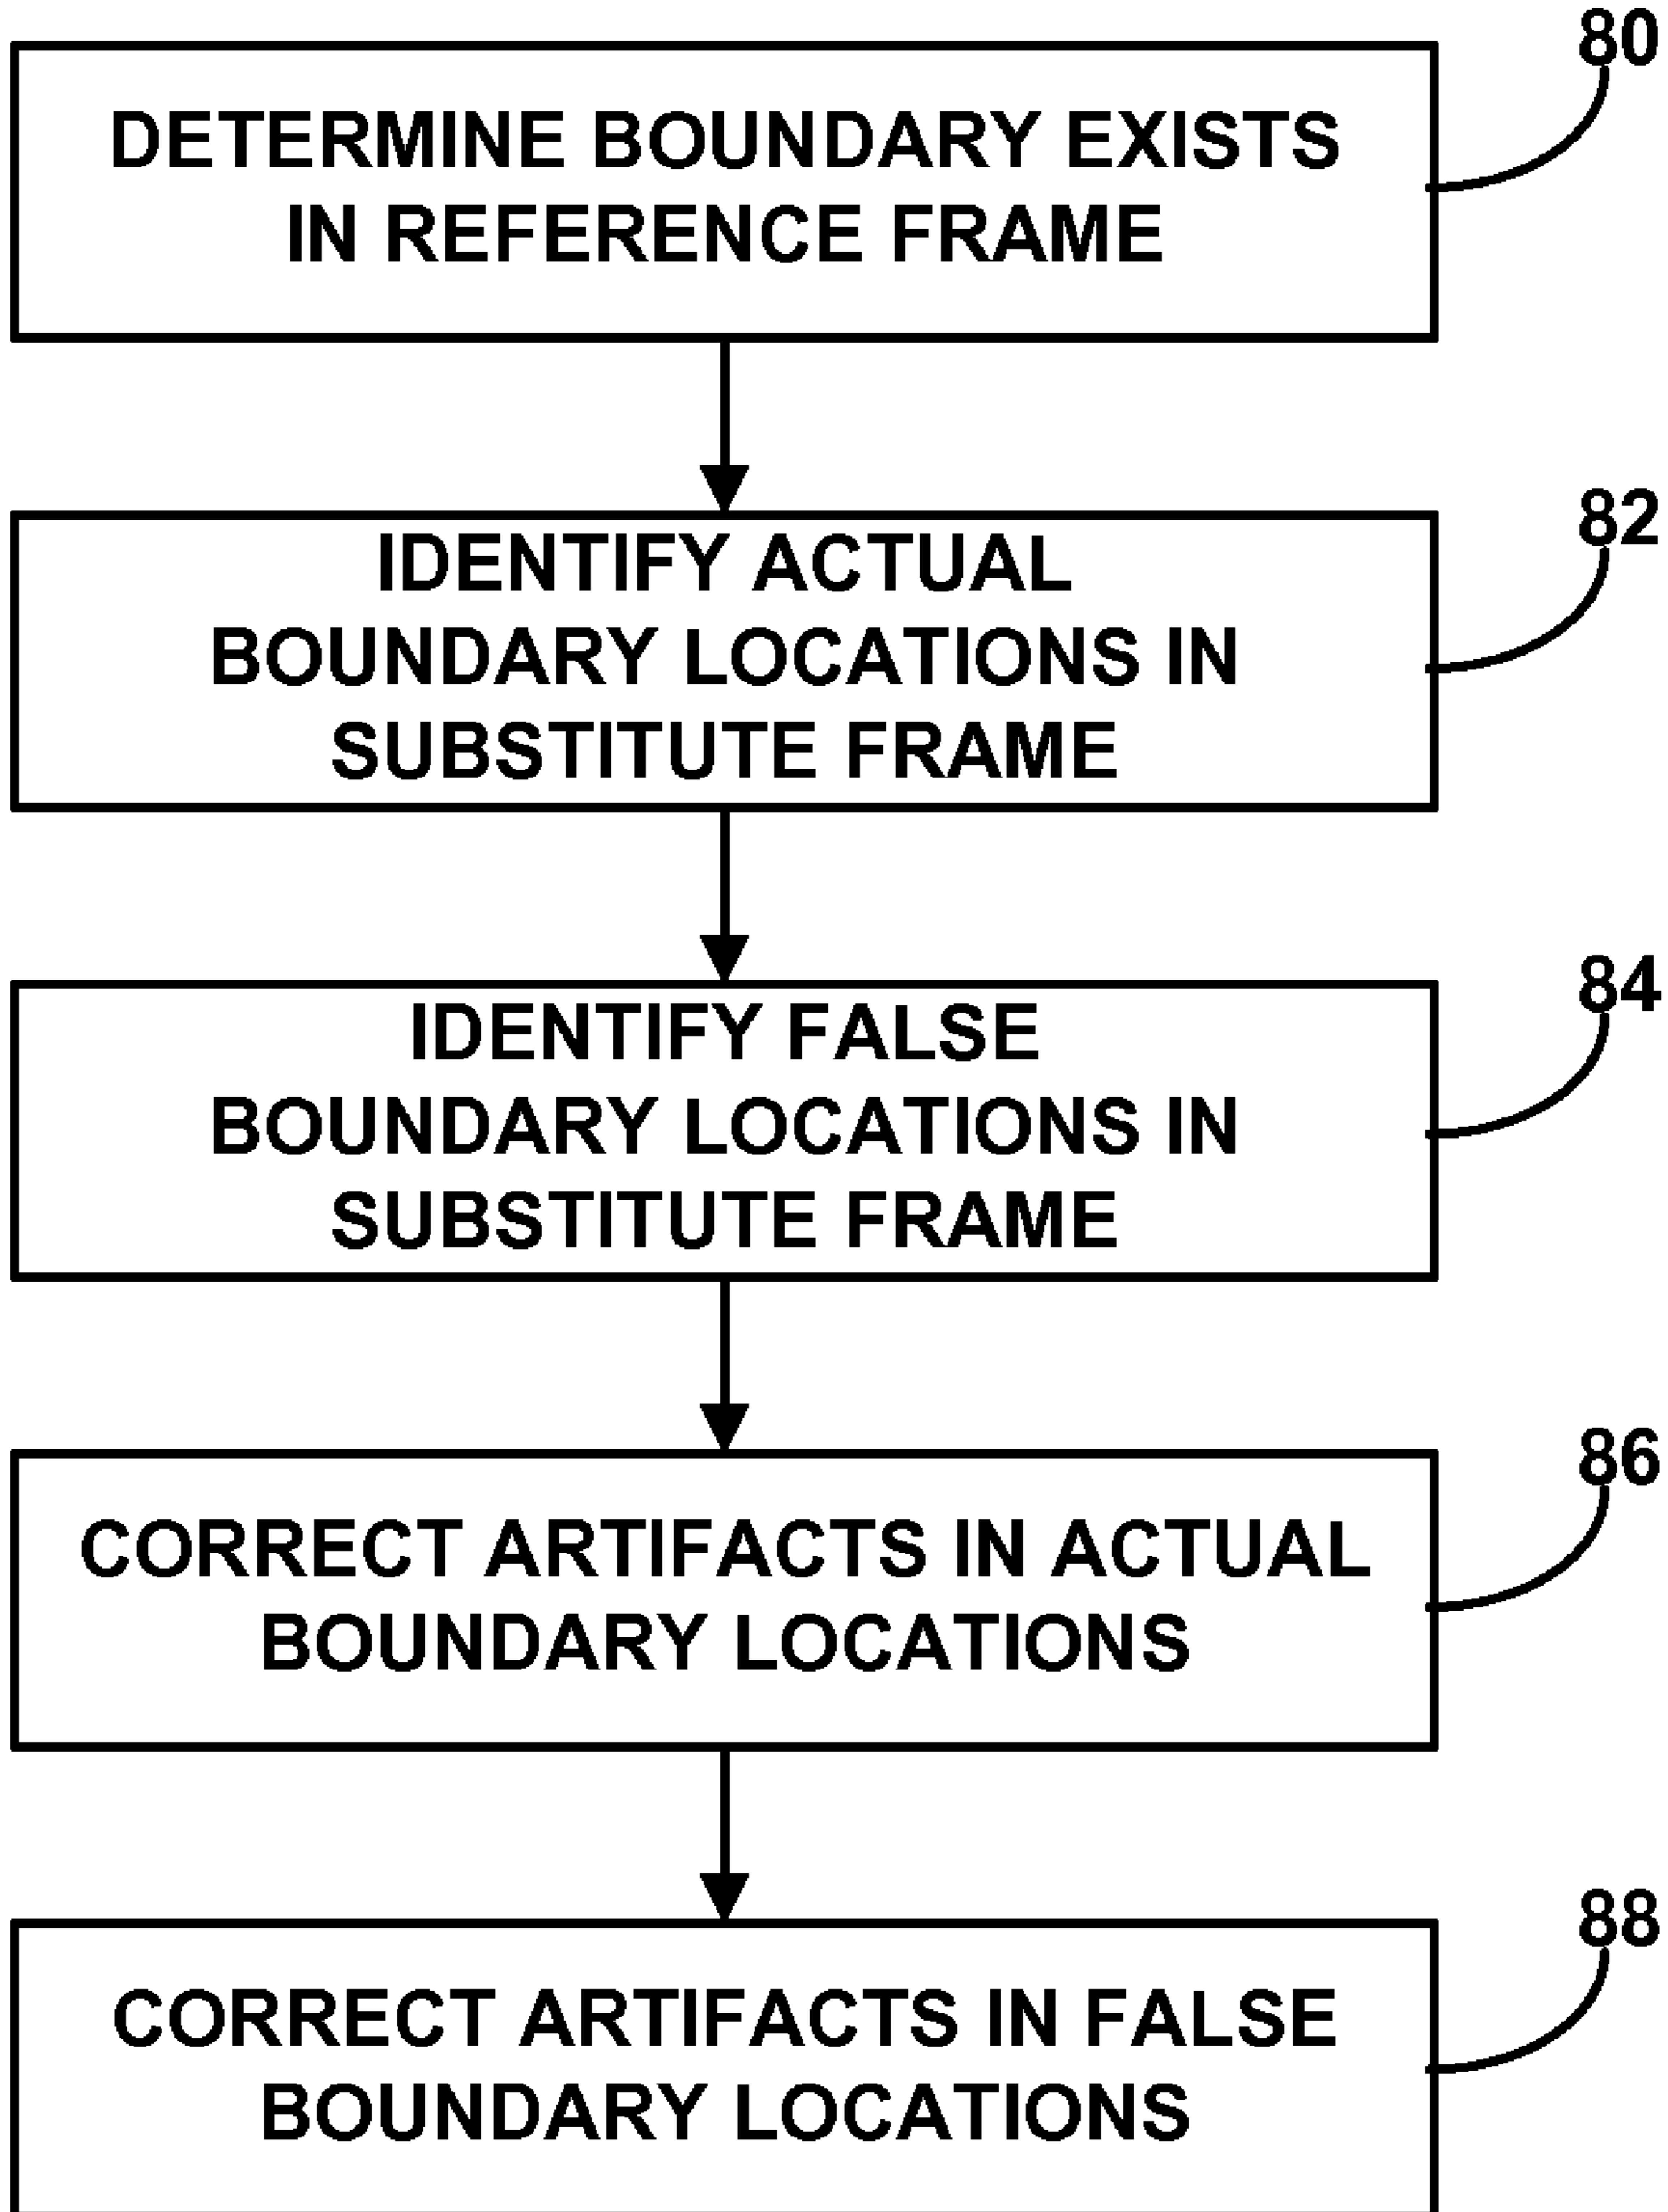 80
DETERMINE BOUNDARY EXISTS
IN REFERENCE FRAME
82
IDENTIFY ACTUAL
BOUNDARY LOCATIONS IN
SUBSTITUTE FRAME
84
IDENTIFY FALSE
BOUNDARY LOCATIONS IN
SUBSTITUTE FRAME
86
CORRECT ARTIFACTS IN ACTUAL
BOUNDARY LOCATIONS
88
CORRECT ARTIFACTS IN FALSE
BOUNDARY LOCATIONS